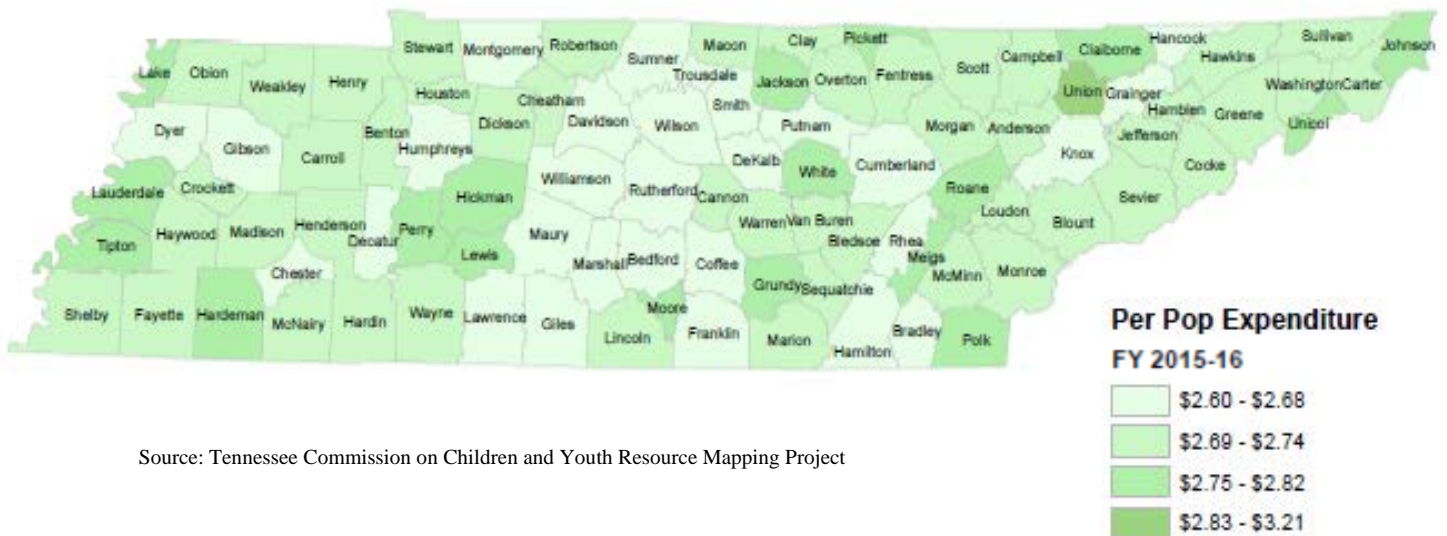 Stewart Montgomery Robertson Sumner Macon Clay Pickett Hancock Sullivan
Lake Obion Weakley Henry Houston Cheatham Trousdale Jackson Overton Fentress Scott Campbell Claiborne Hawkins Johnson
Dyer Gibson Carroll Benton Humphreys Dickson Davidson Wilson Smith Putnam Morgan Anderson Union Grainger Hamblen Greene Washington Carter Unicoi
Lauderdale Crockett Hickman Williamson Rutherford DeKalb Cannon White Cumberland Roane Knox Jefferson Cocke
Tipton Haywood Madison Henderson Decatur Perry Lewis Maury Warren Van Buren Bledsoe Rhea Loudon Blount Sevier
Chester Marshall Bedford Coffee Grundy Sequatchie Meigs McMinn Monroe
Shelby Fayette Hardeman McNairy Hardin Wayne Lawrence Giles Lincoln Moore Franklin Marion Hamilton Bradley Polk
Per Pop Expenditure
FY 2015-16
$2.60 - $2.68
$2.69 - $2.74
$2.75 - $2.82
$2.83 - $3.21
Source: Tennessee Commission on Children and Youth Resource Mapping Project